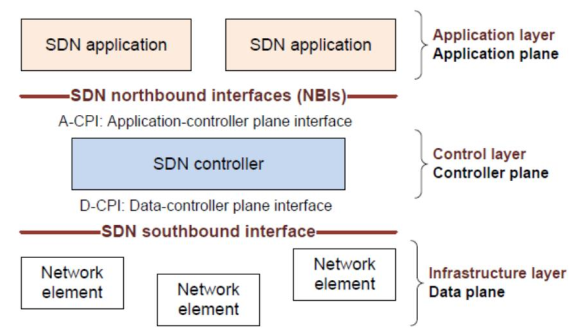 SDN application
SDN application
Application layer
Application plane
SDN northbound interfaces (NBIs)
A-CPI: Application-controller plane interface
SDN controller
Control layer
Controller plane
D-CPI: Data-controller plane interface
SDN southbound interface
Network
element
Network
element
Network
element
Infrastructure layer
Data plane